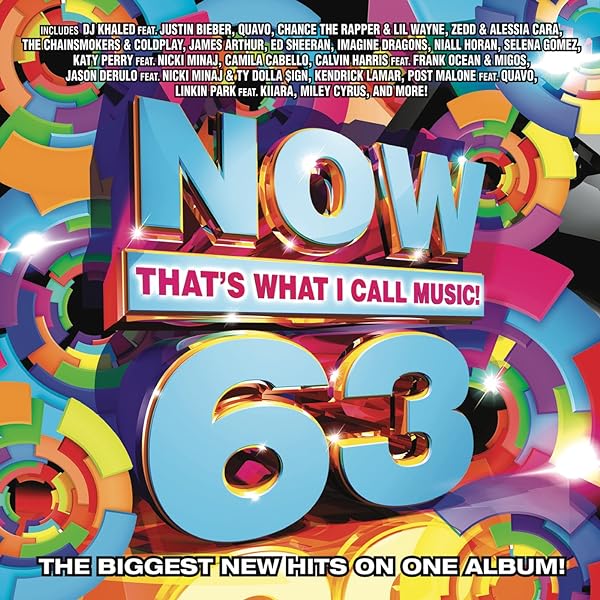 INCLUDES DJ KHALED FEAT. JUSTIN BIEBER, QUAVO, CHANCE THE RAPPER & LIL WAYNE, ZEDD & ALESSIA CARA,
THE CHAINSMOKERS & COLDPLAY, JAMES ARTHUR, ED SHEERAN, IMAGINE DRAGONS, NIALL HORAN, SELENA GOMEZ,
KATY PERRY FEAT. NICKI MINAJ, CAMILA CABELLO, CALVIN HARRIS FEAT. FRANK OCEAN & MIGOS,
JASON DERULO FEAT. NICKI MINAJ & TY DOLLA $IGN, KENDRICK LAMAR, POST MALONE FEAT. QUAVO,
LINKIN PARK FEAT. KIIARA, MILEY CYRUS, AND MORE!
NOW
THAT'S WHAT I CALL MUSIC!
63
THE BIGGEST NEW HITS ON ONE ALBUM!